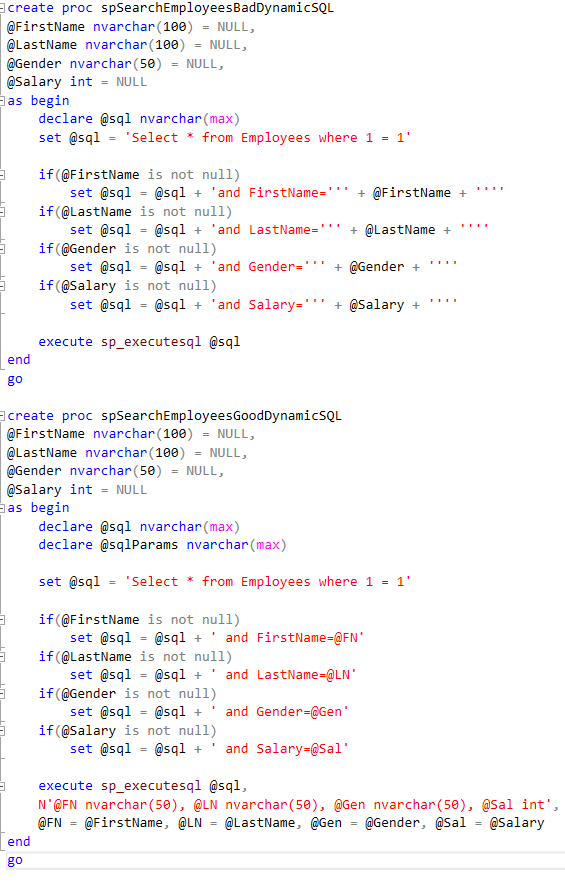 create proc spSearchEmployeesBadDynamicSQL
@FirstName nvarchar(100) = NULL,
@LastName nvarchar(100) = NULL,
@Gender nvarchar(50) = NULL,
@Salary int = NULL
as begin
    declare @sql nvarchar(max)
    set @sql = 'Select * from Employees where 1 = 1'

    if(@FirstName is not null)
        set @sql = @sql + 'and FirstName=''' + @FirstName + ''''
    if(@LastName is not null)
        set @sql = @sql + 'and LastName=''' + @LastName + ''''
    if(@Gender is not null)
        set @sql = @sql + 'and Gender=''' + @Gender + ''''
    if(@Salary is not null)
        set @sql = @sql + 'and Salary=''' + @Salary + ''''

    execute sp_executesql @sql
end
go

create proc spSearchEmployeesGoodDynamicSQL
@FirstName nvarchar(100) = NULL,
@LastName nvarchar(100) = NULL,
@Gender nvarchar(50) = NULL,
@Salary int = NULL
as begin
    declare @sql nvarchar(max)
    declare @sqlParams nvarchar(max)

    set @sql = 'Select * from Employees where 1 = 1'

    if(@FirstName is not null)
        set @sql = @sql + ' and FirstName=@FN'
    if(@LastName is not null)
        set @sql = @sql + ' and LastName=@LN'
    if(@Gender is not null)
        set @sql = @sql + ' and Gender=@Gen'
    if(@Salary is not null)
        set @sql = @sql + ' and Salary=@Sal'

    execute sp_executesql @sql,
    N'@FN nvarchar(50), @LN nvarchar(50), @Gen nvarchar(50), @Sal int',
    @FN = @FirstName, @LN = @LastName, @Gen = @Gender, @Sal = @Salary
end
go